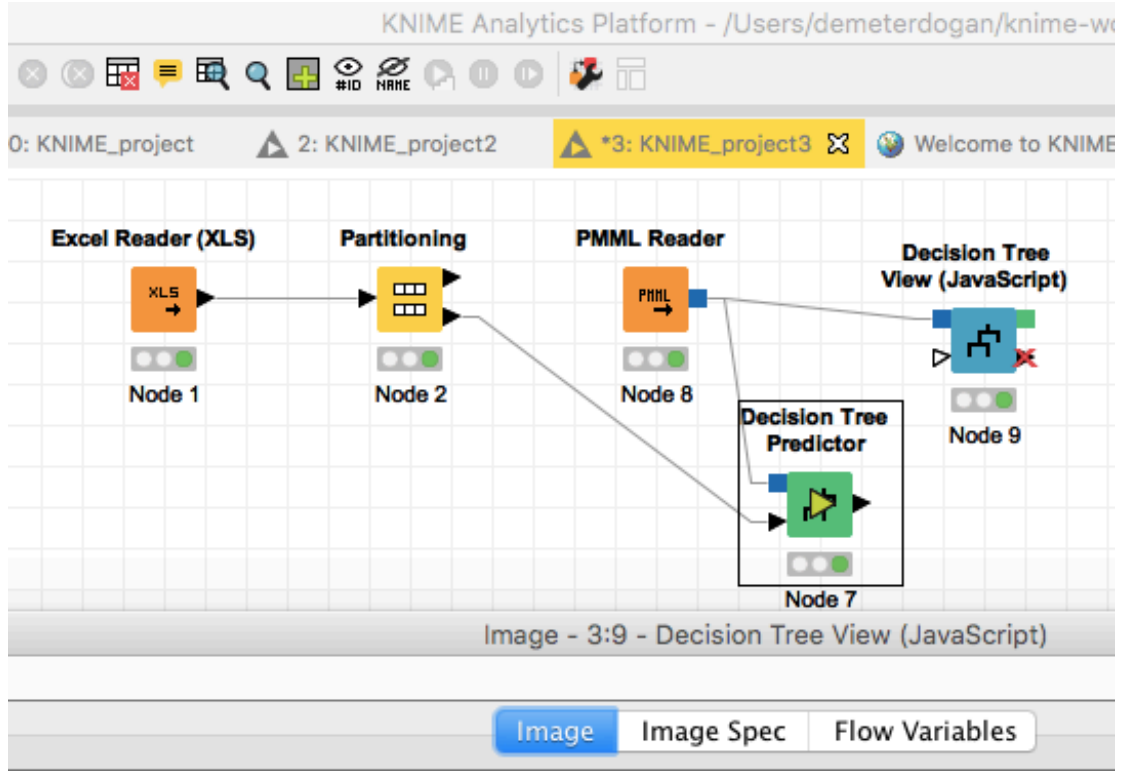 KNIME Analytics Platform - /Users/demeterdogan/knime-wo
#ID NAME
0: KNIME_project 2: KNIME_project2 *3: KNIME_project3 Welcome to KNIME
Excel Reader (XLS) Partitioning PMML Reader
Decision Tree
View (JavaScript)
XLS PMML
Node 1 Node 2 Node 8
Decision Tree
Predictor
Node 9
Node 7
Image - 3:9 - Decision Tree View (JavaScript)
Image Image Spec Flow Variables